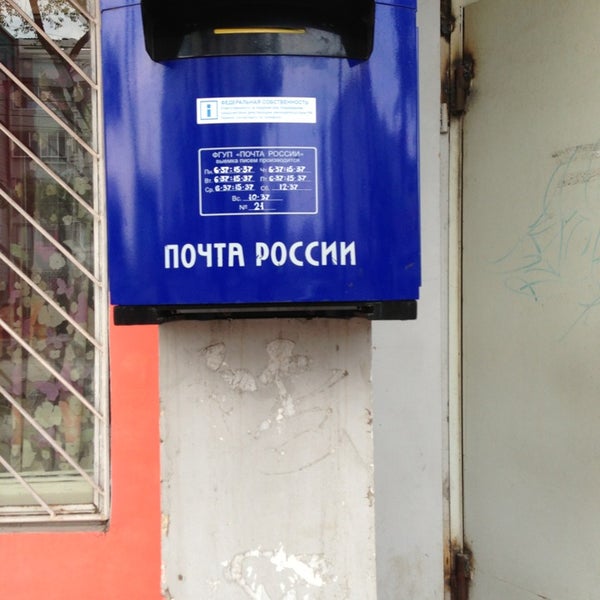 ФЕДЕРАЛЬНАЯ СОБСТВЕННОСТЬ
ФГУП «ПОЧТА РОССИИ»
выемка писем производится
Пн. 6-37; 15-37 Чт. 6-37; 15-37
Вт. 6-37; 15-37 Пт. 6-37; 15-37
Ср. 6-37; 15-37 Сб. 12-37
Вс. 10-37
№ 21
ПОЧТА РОССИИ